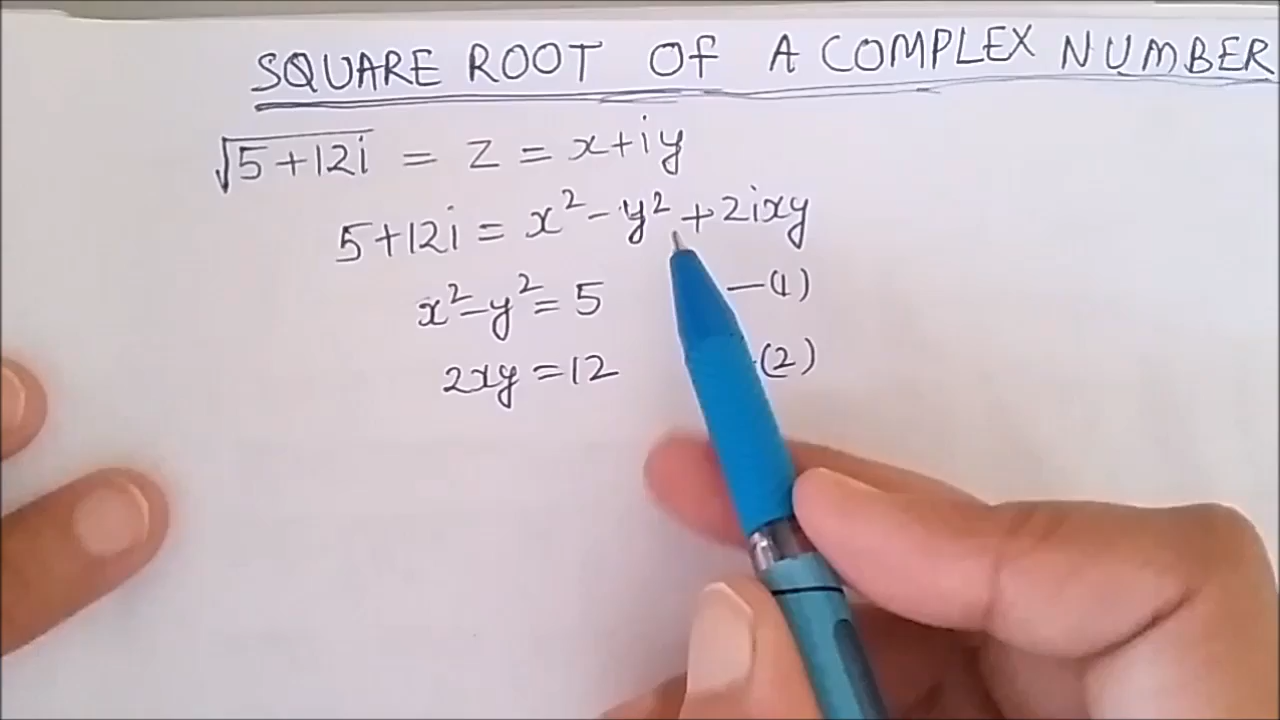 SQUARE ROOT OF A COMPLEX NUMBER
√5+12i = z = x+iy
5+12i = x²-y²+2ixy
x²-y²=5 —(1)
2xy=12 -(2)